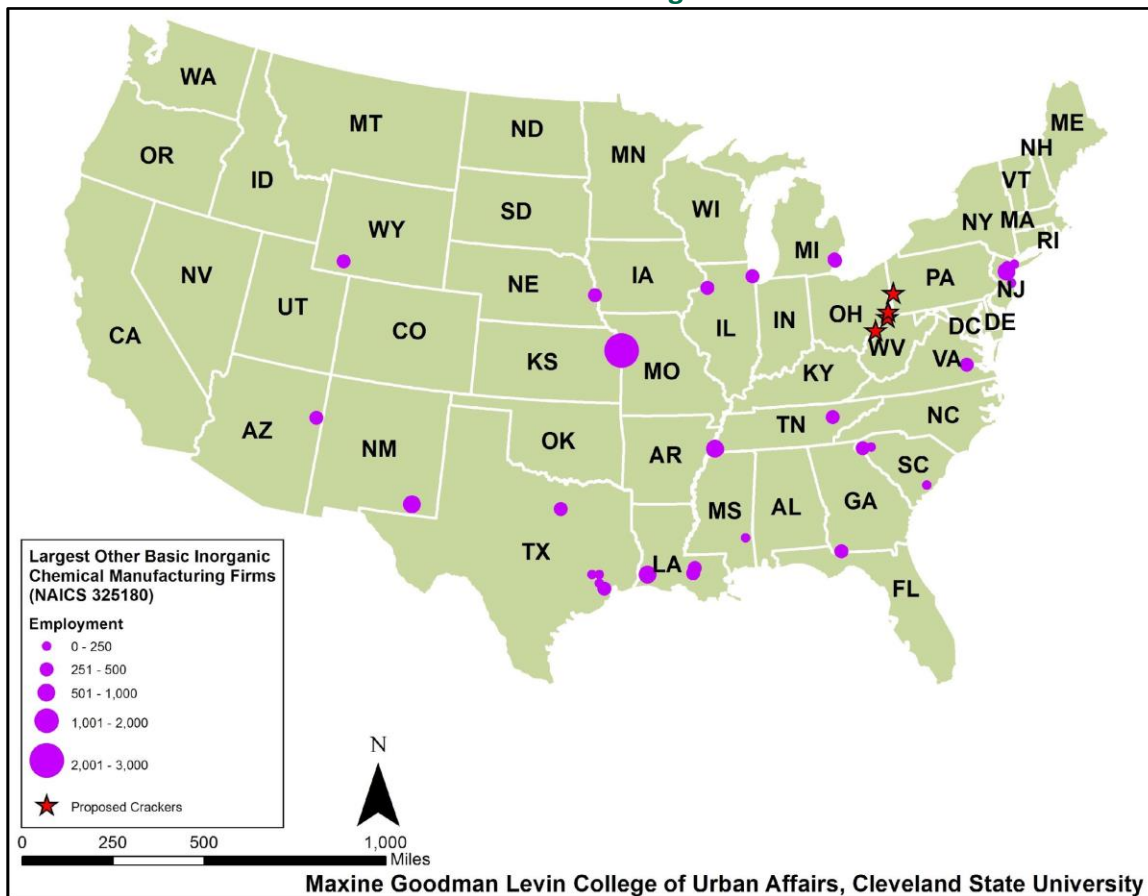 WA
MT
ND
MN
ME
OR
ID
SD
WI
MI
VT
NH
NY
MA
RI
WY
NV
UT
CO
NE
IA
IL
IN
OH
PA
NJ
CA
KS
MO
KY
WV
DC
DE
VA
AZ
NM
OK
AR
TN
NC
SC
TX
LA
MS
AL
GA
FL
Largest Other Basic Inorganic
Chemical Manufacturing Firms
(NAICS 325180)
Employment
0 - 250
251 - 500
501 - 1,000
1,001 - 2,000
2,001 - 3,000
Proposed Crackers
N
0 250 500 1,000
Miles
Maxine Goodman Levin College of Urban Affairs, Cleveland State University